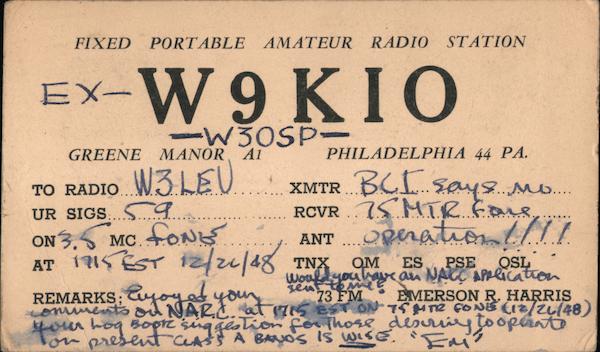 FIXED PORTABLE AMATEUR RADIO STATION
EX- W9KIO
-W3OSP-
GREENE MANOR A1 PHILADELPHIA 44 PA.
TO RADIO W3LEU XMTR BCI says no
UR SIGS 59 RCVR 75 MTR fone
ON 3.5 MC fONE ANT operation!!!!
AT 1715 EST 12/26/48 TNX OM ES PSE QSL
Would you have an NARC Application
sent to me?
REMARKS: Enjoyed your 73 FM EMERSON R. HARRIS
comments on NARC at 1715 EST ON 75 MTR FONE (12/26/48)
your Log Book suggestion for those desiring to operate
on present CLASS A BANDS IS WISE "Em"